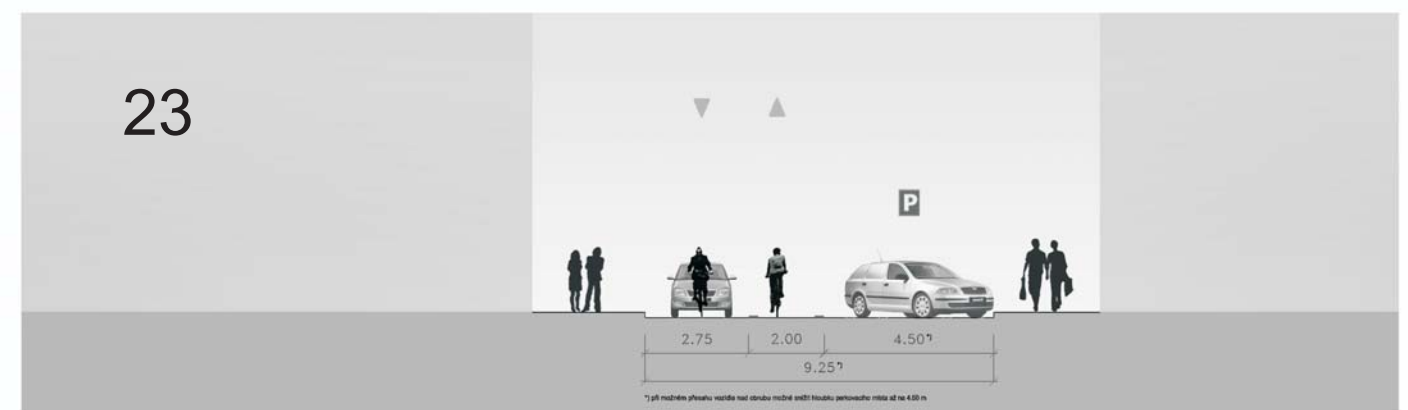 23
P
2.75 2.00 4.50*)
9.25*)
*) při možném přesahu vozidla nad obrubu možné snížit hloubku parkovacího místa až na 4.00 m